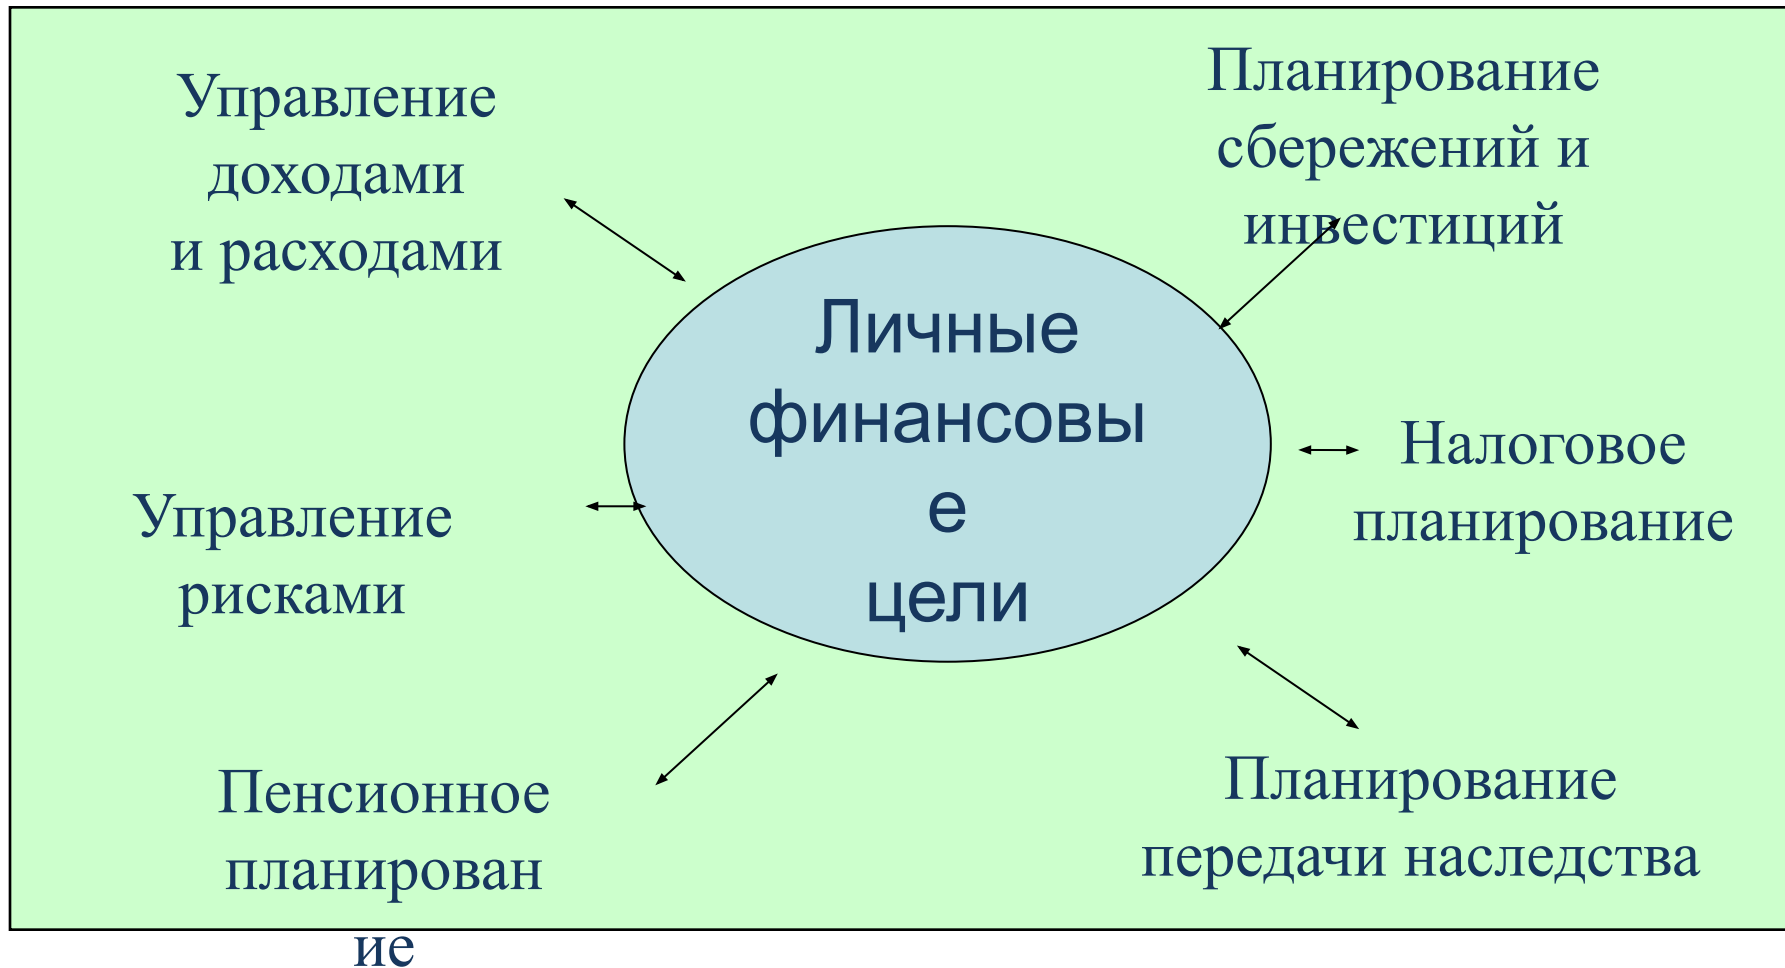 Управление
доходами
и расходами
Планирование
сбережений и
инвестиций
Личные
финансовы
е
цели
Налоговое
планирование
Управление
рисками
Пенсионное
планирован
ие
Планирование
передачи наследства